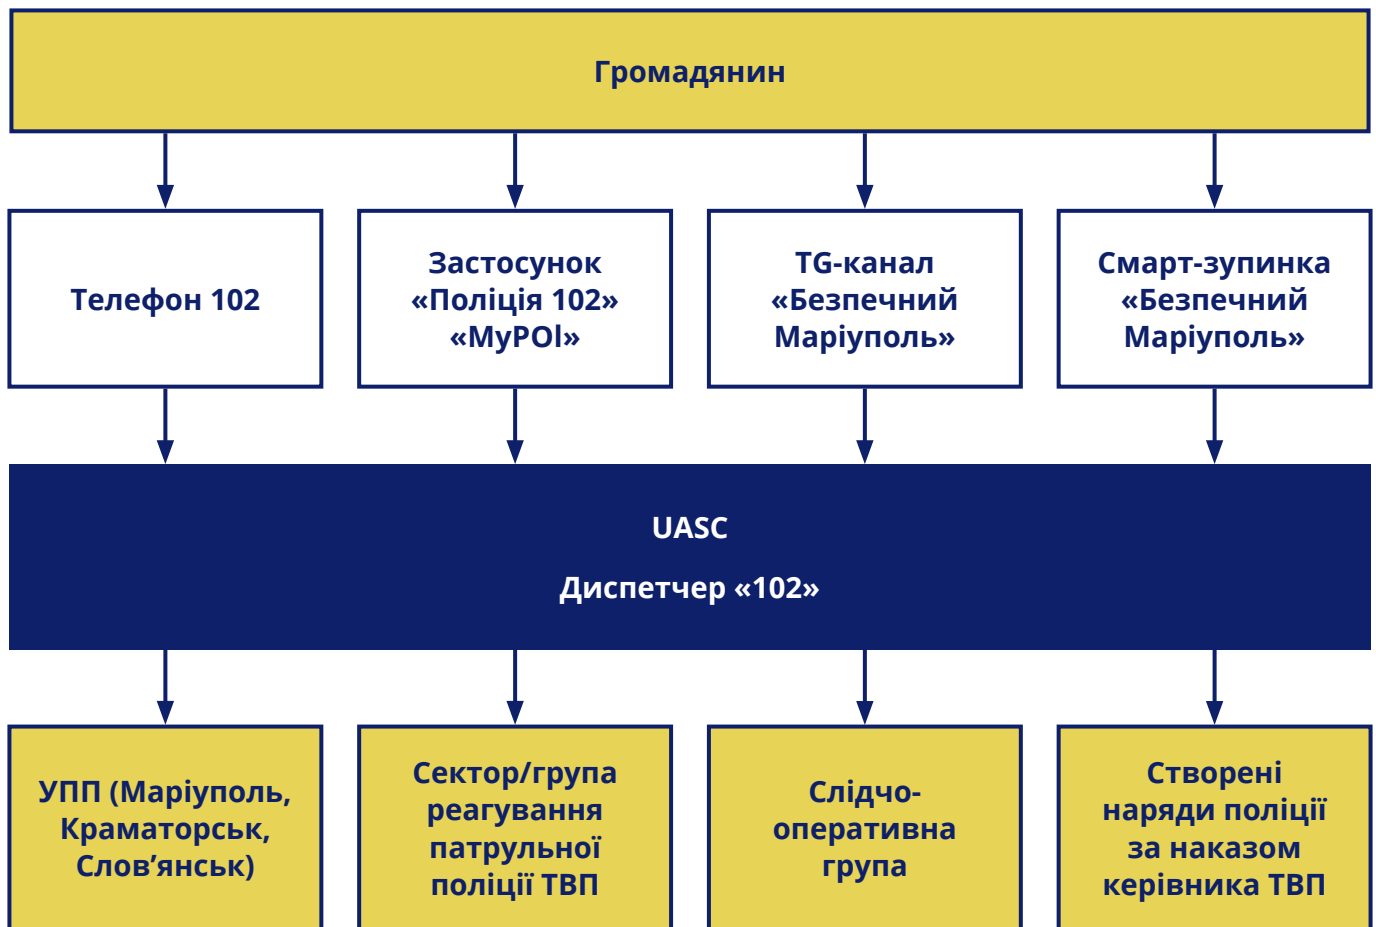 Громадянин
Телефон 102
Застосунок
«Поліція 102»
«MyPOl»
TG-канал
«Безпечний
Маріуполь»
Смарт-зупинка
«Безпечний
Маріуполь»
UASC
Диспетчер «102»
УПП (Маріуполь,
Краматорськ,
Слов’янськ)
Сектор/група
реагування
патрульної
поліції ТВП
Слідчо-
оперативна
група
Створені
наряди поліції
за наказом
керівника ТВП